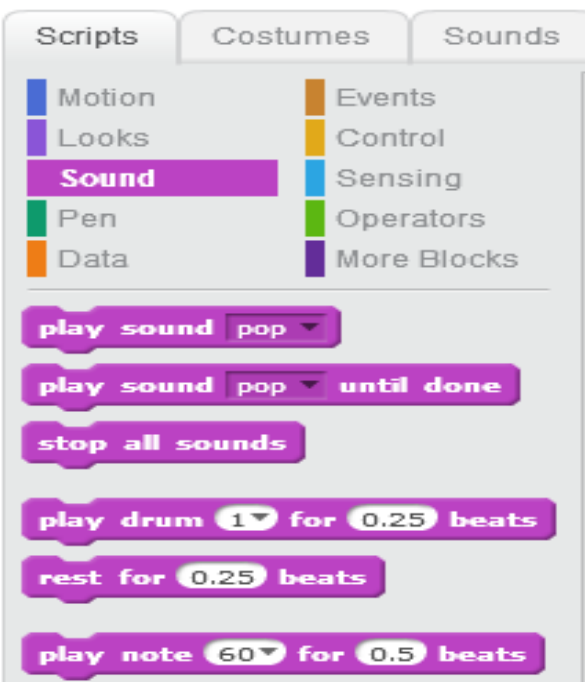 Scripts Costumes Sounds
Motion Events
Looks Control
Sound Sensing
Pen Operators
Data More Blocks
play sound pop
play sound pop until done
stop all sounds
play drum 1 for 0.25 beats
rest for 0.25 beats
play note 60 for 0.5 beats